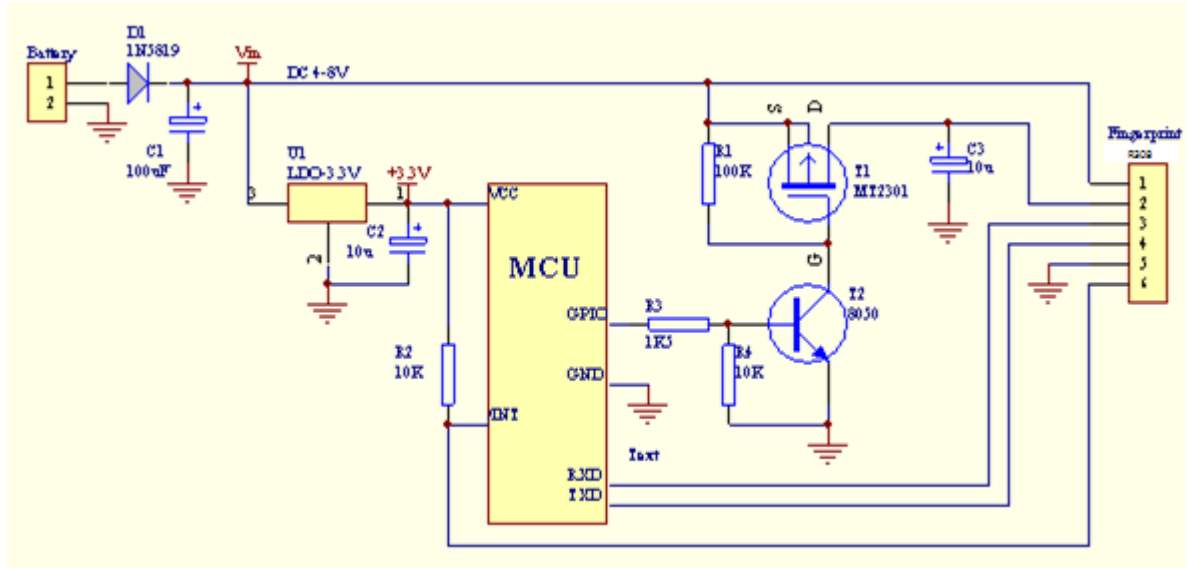 D1
1N5819
Battery
1
2
Vin
DC 4-8V
C1
100uF
U1
LDO-3.3V
3
1
2
+3.3V
C2
10u
VCC
MCU
GPIO
GND
INT
RXD
TXD
R2
10K
R3
1K5
R4
10K
Text
R1
100K
S
D
G
T1
MT2301
T2
8050
C3
10u
Fingerprint
1
2
3
4
5
6